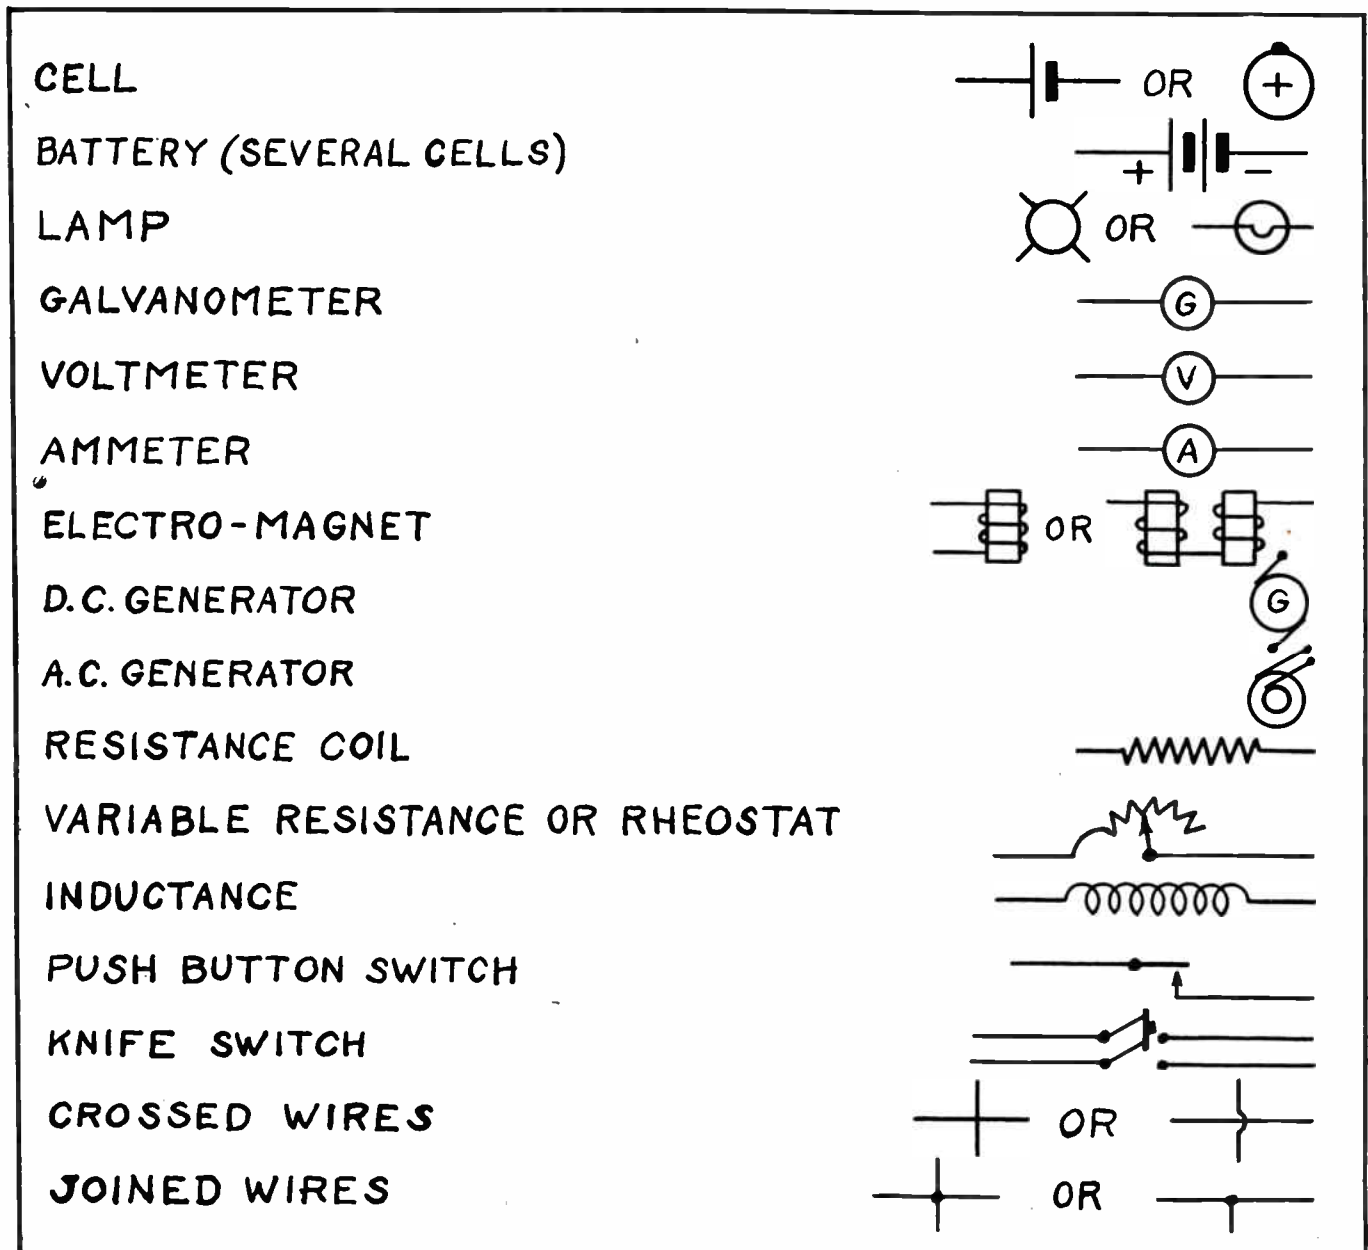 CELL OR +
BATTERY (SEVERAL CELLS) + −
LAMP OR
GALVANOMETER G
VOLTMETER V
AMMETER A
ELECTRO-MAGNET OR
D.C. GENERATOR G
A.C. GENERATOR
RESISTANCE COIL
VARIABLE RESISTANCE OR RHEOSTAT
INDUCTANCE
PUSH BUTTON SWITCH
KNIFE SWITCH
CROSSED WIRES OR
JOINED WIRES OR